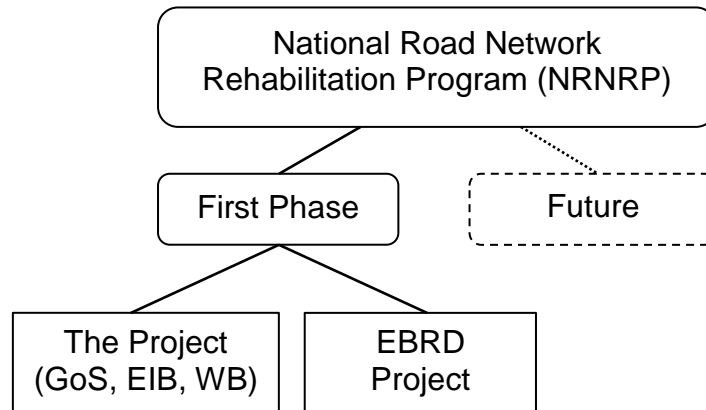 National Road Network
Rehabilitation Program (NRNRP)
First Phase
Future
The Project
(GoS, EIB, WB)
EBRD
Project